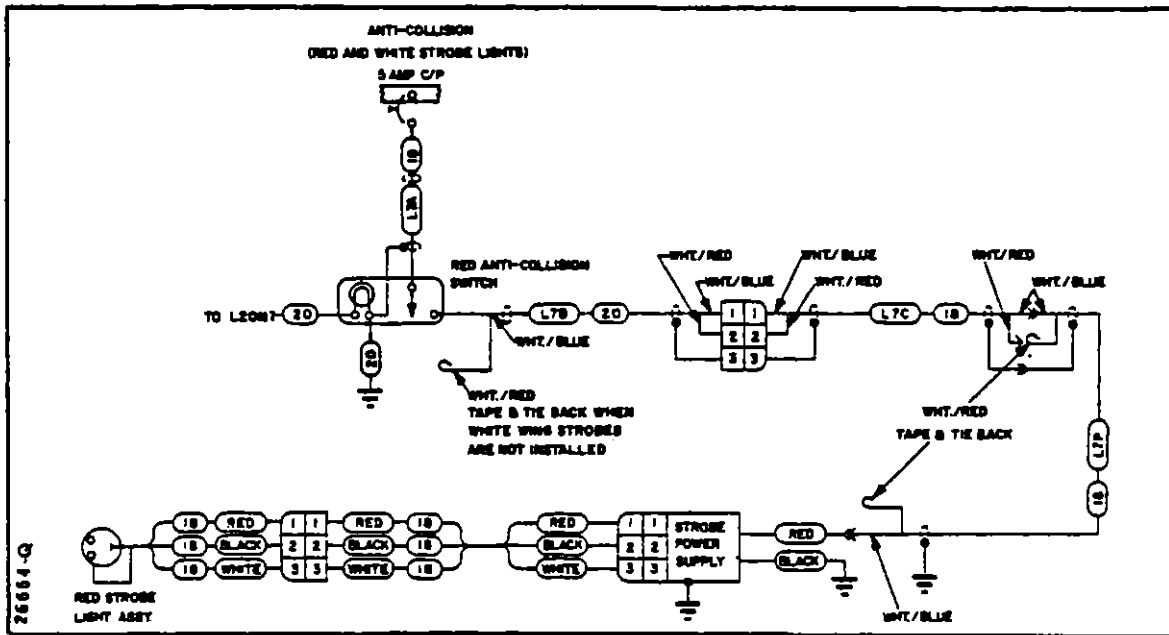 ANTI-COLLISION
(RED AND WHITE STROBE LIGHTS)
5 AMP C/P
18
L7A
RED ANTI-COLLISION
SWITCH
20
20
WHT./BLUE
L7B
20
WHT/RED
WHT/BLUE
WHT/BLUE
WHT./RED
1 1
2 2
3 3
L7C
18
WHT/RED
WHT/BLUE
WHT./RED
TAPE & TIE BACK WHEN
WHITE WING STROBES
ARE NOT INSTALLED
WHT./RED
TAPE & TIE BACK
L7P
18
RED STROBE
LIGHT ASSY.
18 RED 1 1 RED 18
18 BLACK 2 2 BLACK 18
18 WHITE 3 3 WHITE 18
RED 1 1 STROBE
BLACK 2 2 POWER
WHITE 3 3 SUPPLY
RED
BLACK
WHT/BLUE
26664-Q